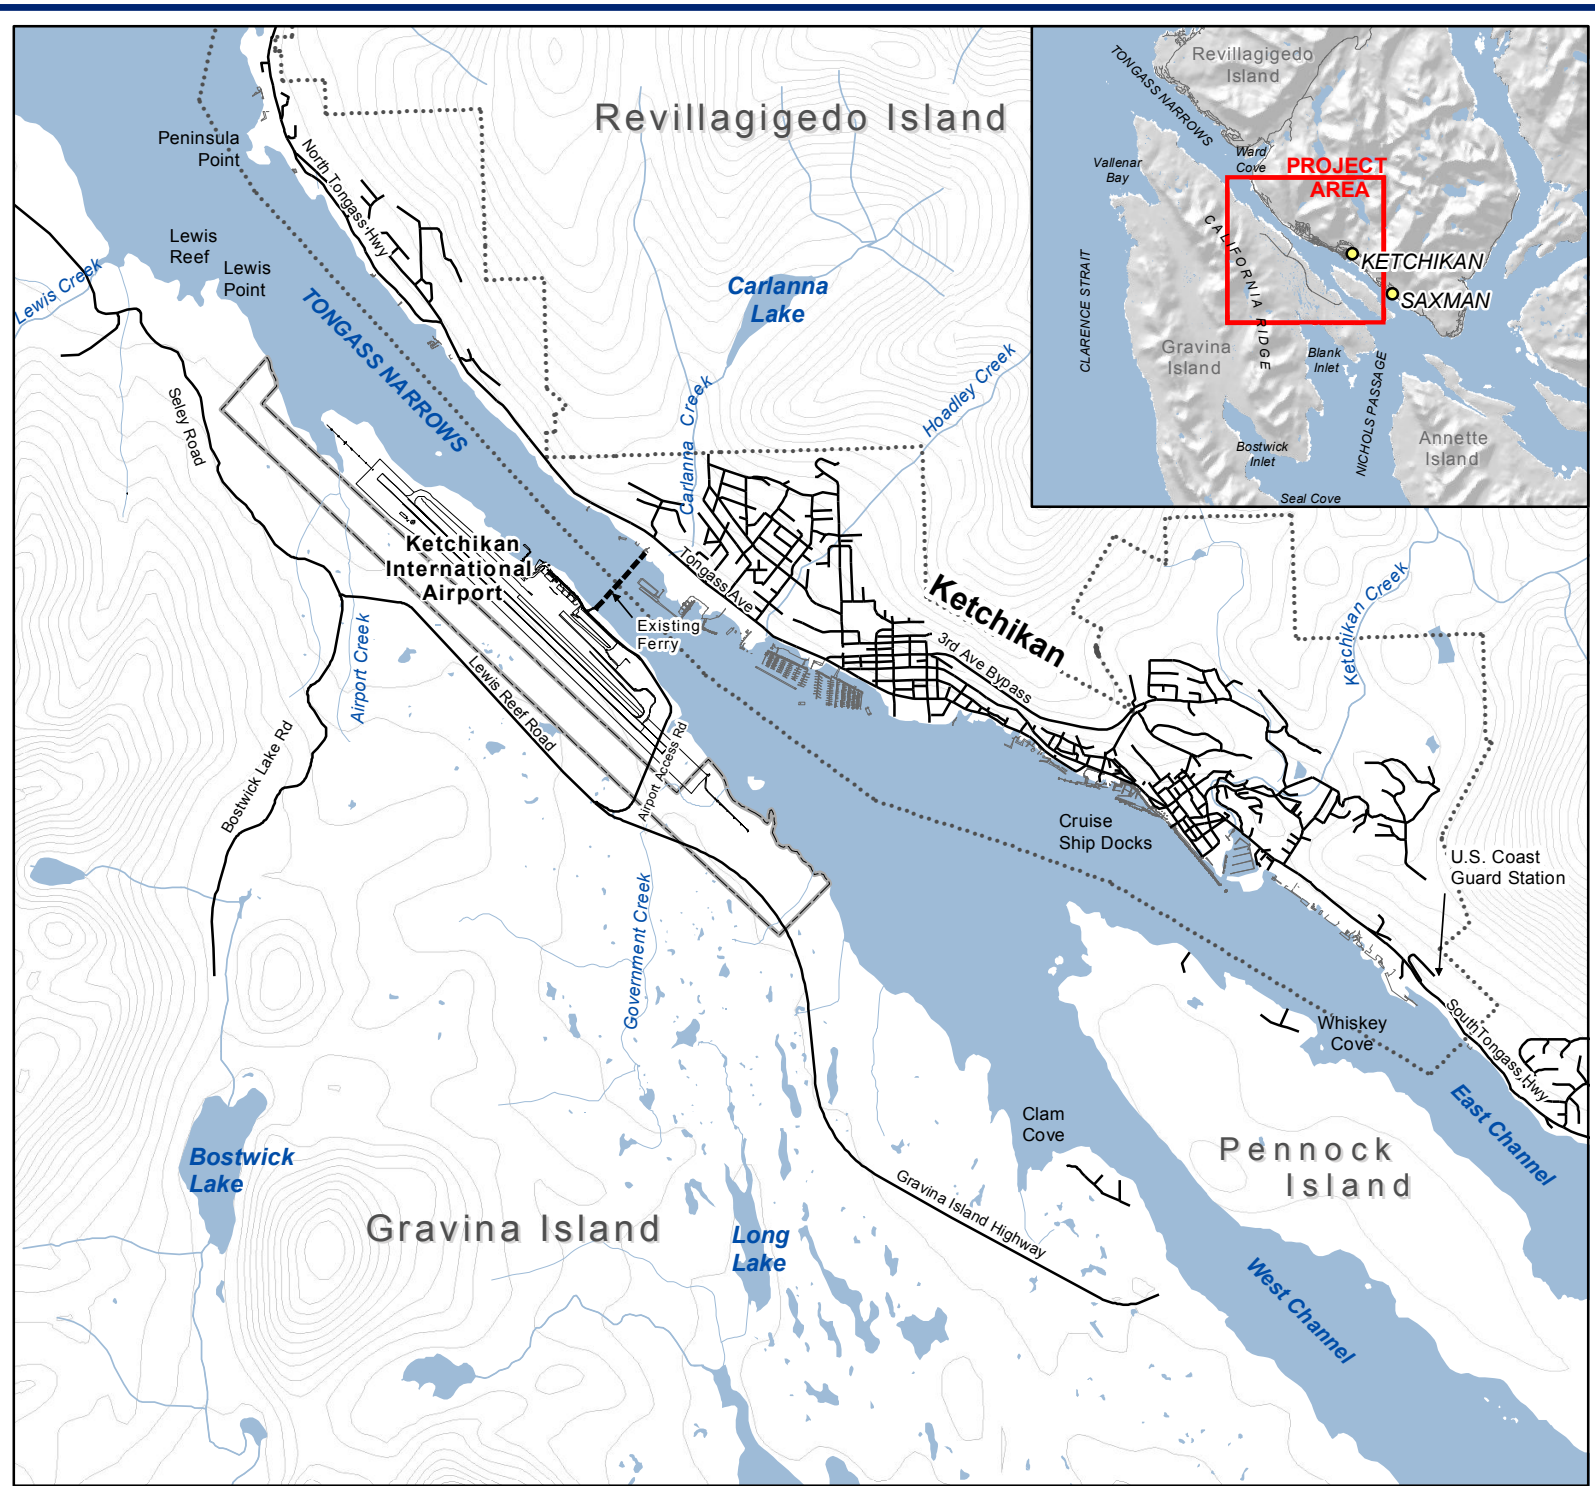 Revillagigedo Island
Peninsula
Point
North Tongass Hwy
Lewis
Reef
Lewis
Point
Lewis Creek
TONGASS NARROWS
Carlanna
Lake
Carlanna Creek
Hoadley Creek
Seley Road
Ketchikan
International
Airport
Existing
Ferry
Tongass Ave
Ketchikan
3rd Ave Bypass
Ketchikan Creek
Airport Creek
Lewis Reef Road
Airport Access Rd
Bostwick Lake Rd
Government Creek
Cruise
Ship Docks
U.S. Coast
Guard Station
Whiskey
Cove
South Tongass Hwy
East Channel
Clam
Cove
Pennock
Island
Bostwick
Lake
Gravina Island
Long
Lake
Gravina Island Highway
West Channel
Revillagigedo
Island
TONGASS NARROWS
Ward
Cove
Vallenar
Bay
PROJECT
AREA
CALIFORNIA RIDGE
KETCHIKAN
SAXMAN
CLARENCE STRAIT
Gravina
Island
Blank
Inlet
NICHOLS PASSAGE
Annette
Island
Bostwick
Inlet
Seal Cove